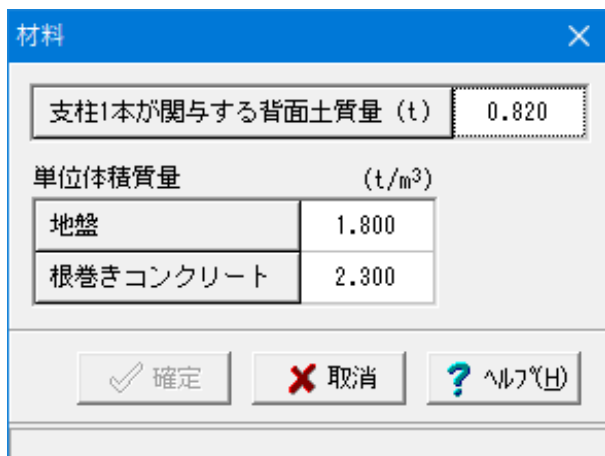 材料
支柱1本が関与する背面土質量 (t) 0.820
単位体積質量 (t/m³)
地盤 1.800
根巻きコンクリート 2.300
確定 取消 ? ﾍﾙﾌﾟ(H)